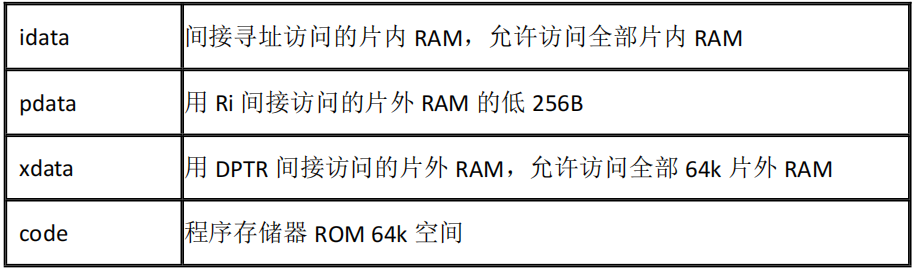 idata 间接寻址访问的片内 RAM，允许访问全部片内 RAM
pdata 用 Ri 间接访问的片外 RAM 的低 256B
xdata 用 DPTR 间接访问的片外 RAM，允许访问全部 64k 片外 RAM
code 程序存储器 ROM 64k 空间